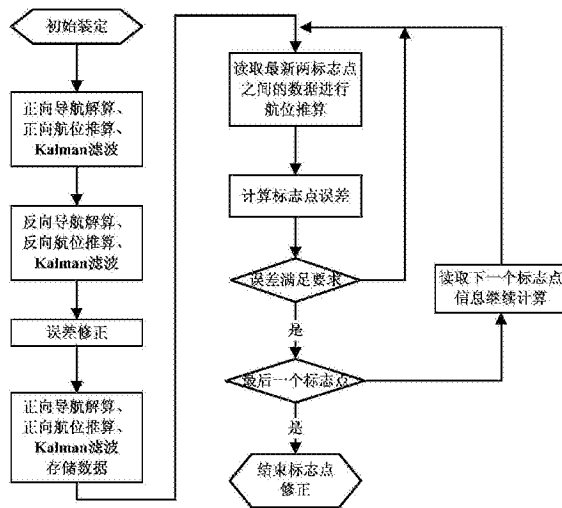 初始装定
正向导航解算、
正向航位推算、
Kalman滤波
反向导航解算、
反向航位推算、
Kalman滤波
误差修正
正向导航解算、
正向航位推算、
Kalman滤波
存储数据
读取最新两标志点
之间的数据进行
航位推算
计算标志点误差
误差满足要求
是
最后一个标志点
是
结束标志点
修正
读取下一个标志点
信息继续计算